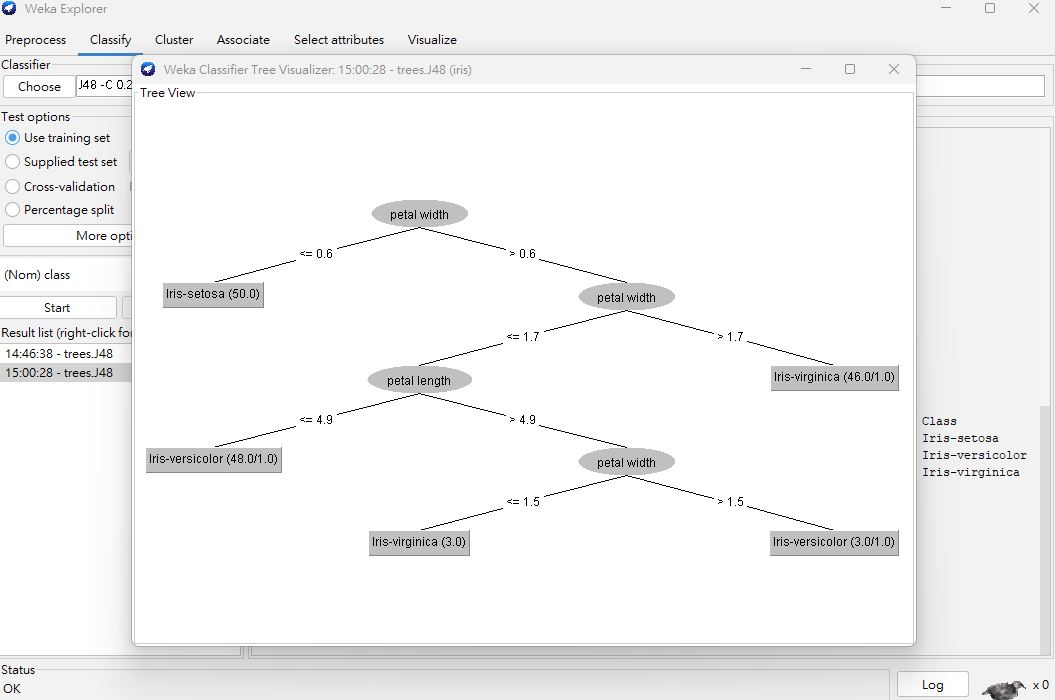 Weka Explorer
Preprocess Classify Cluster Associate Select attributes Visualize
Classifier
Choose J48 -C 0.2
Test options
Use training set
Supplied test set
Cross-validation
Percentage split
More opti
(Nom) class
Start
Result list (right-click for
14:46:38 - trees.J48
15:00:28 - trees.J48
Weka Classifier Tree Visualizer: 15:00:28 - trees.J48 (iris)
Tree View
petal width
<= 0.6 > 0.6
Iris-setosa (50.0) petal width
<= 1.7 > 1.7
petal length Iris-virginica (46.0/1.0)
<= 4.9 > 4.9
Iris-versicolor (48.0/1.0) petal width
<= 1.5 > 1.5
Iris-virginica (3.0) Iris-versicolor (3.0/1.0)
Class
Iris-setosa
Iris-versicolor
Iris-virginica
Status
OK
Log
x 0